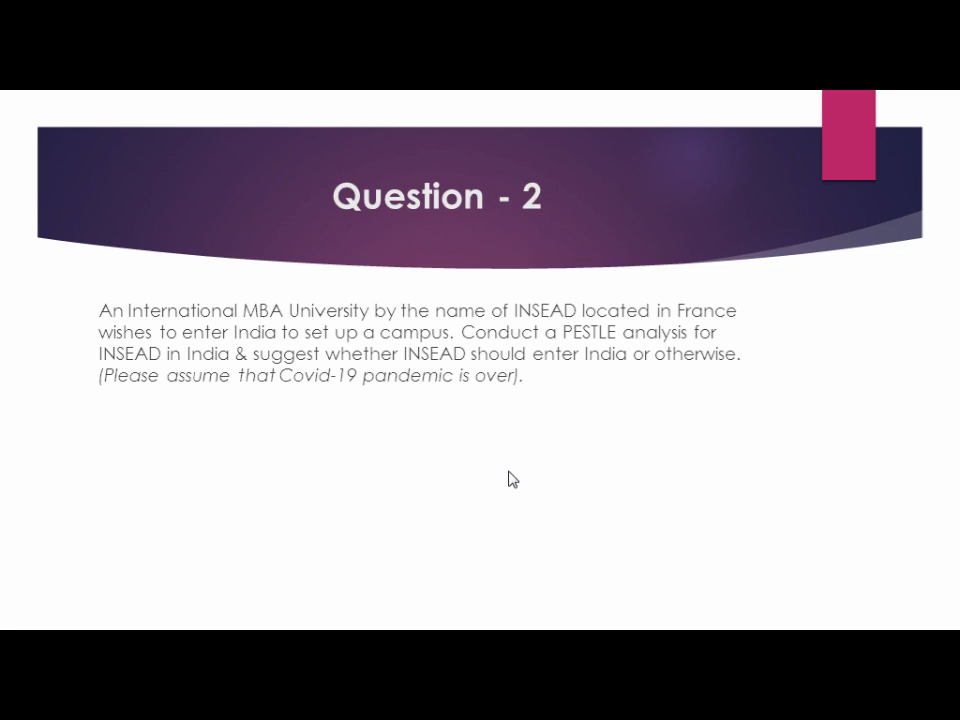 Question - 2
An International MBA University by the name of INSEAD located in France
wishes to enter India to set up a campus. Conduct a PESTLE analysis for
INSEAD in India & suggest whether INSEAD should enter India or otherwise.
(Please assume that Covid-19 pandemic is over).